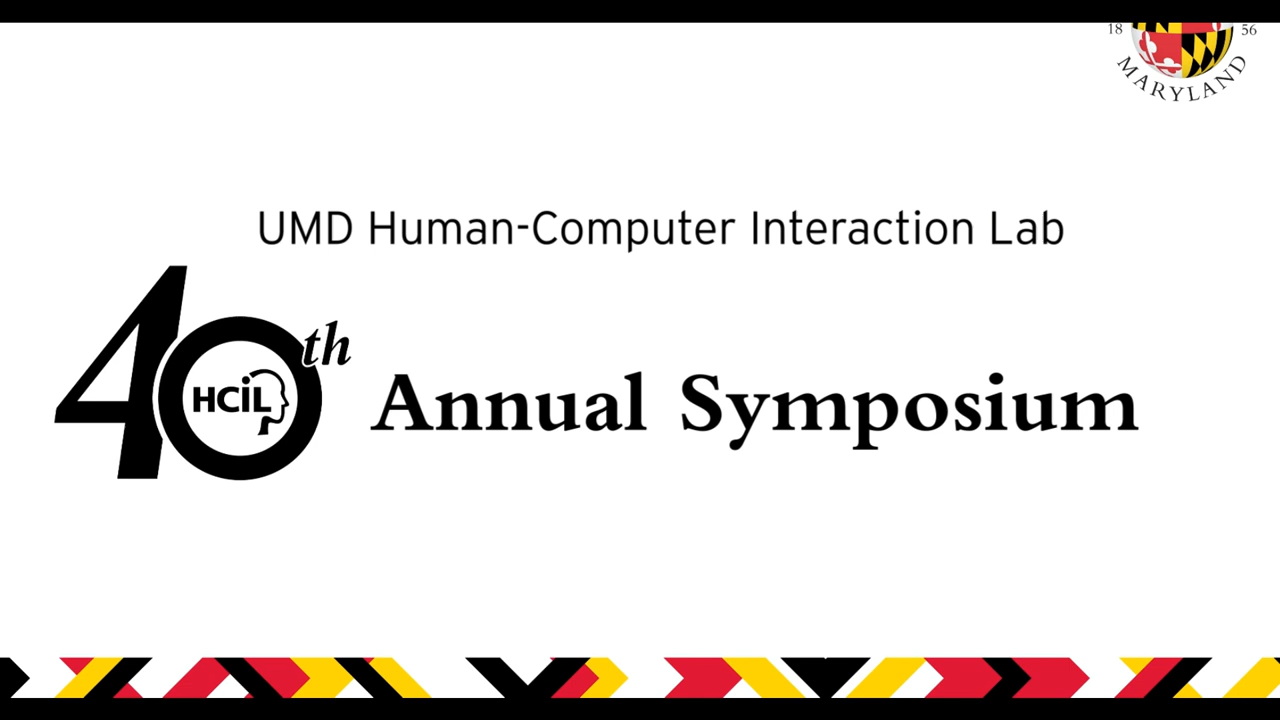 18 56
MARYLAND
UMD Human-Computer Interaction Lab
40th
HCIL
Annual Symposium